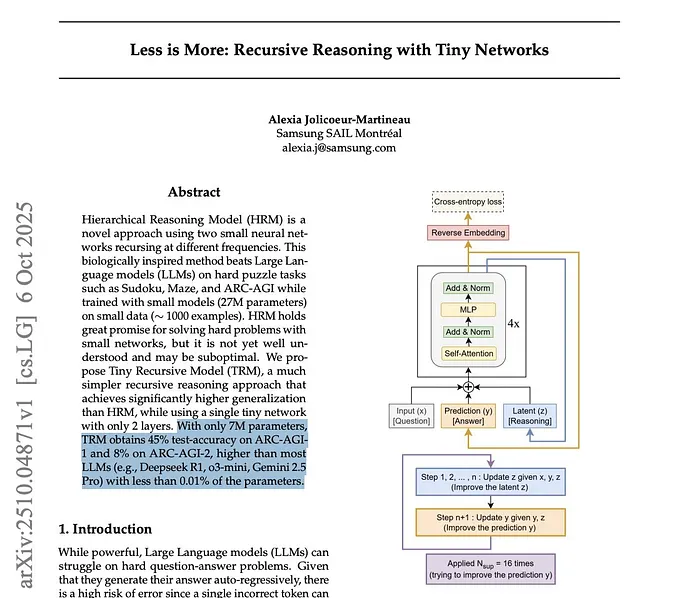 Less is More: Recursive Reasoning with Tiny Networks
Alexia Jolicoeur-Martineau
Samsung SAIL Montréal
alexia.j@samsung.com
arXiv:2510.04871v1 [cs.LG] 6 Oct 2025
Abstract
Hierarchical Reasoning Model (HRM) is a
novel approach using two small neural net-
works recursing at different frequencies. This
biologically inspired method beats Large Lan-
guage models (LLMs) on hard puzzle tasks
such as Sudoku, Maze, and ARC-AGI while
trained with small models (27M parameters)
on small data (∼ 1000 examples). HRM holds
great promise for solving hard problems with
small networks, but it is not yet well un-
derstood and may be suboptimal. We pro-
pose Tiny Recursive Model (TRM), a much
simpler recursive reasoning approach that
achieves significantly higher generalization
than HRM, while using a single tiny network
with only 2 layers. With only 7M parameters,
TRM obtains 45% test-accuracy on ARC-AGI-
1 and 8% on ARC-AGI-2, higher than most
LLMs (e.g., Deepseek R1, o3-mini, Gemini 2.5
Pro) with less than 0.01% of the parameters.
1. Introduction
While powerful, Large Language models (LLMs) can
struggle on hard question-answer problems. Given
that they generate their answer auto-regressively, there
is a high risk of error since a single incorrect token can
Cross-entropy loss
Reverse Embedding
Add & Norm
MLP
4x
Add & Norm
Self-Attention
Input (x)
[Question]
Prediction (y)
[Answer]
Latent (z)
[Reasoning]
Step 1, 2, ... , n : Update z given x, y, z
(Improve the latent z)
Step n+1 : Update y given y, z
(Improve the prediction y)
Applied Nsup = 16 times
(trying to improve the prediction y)